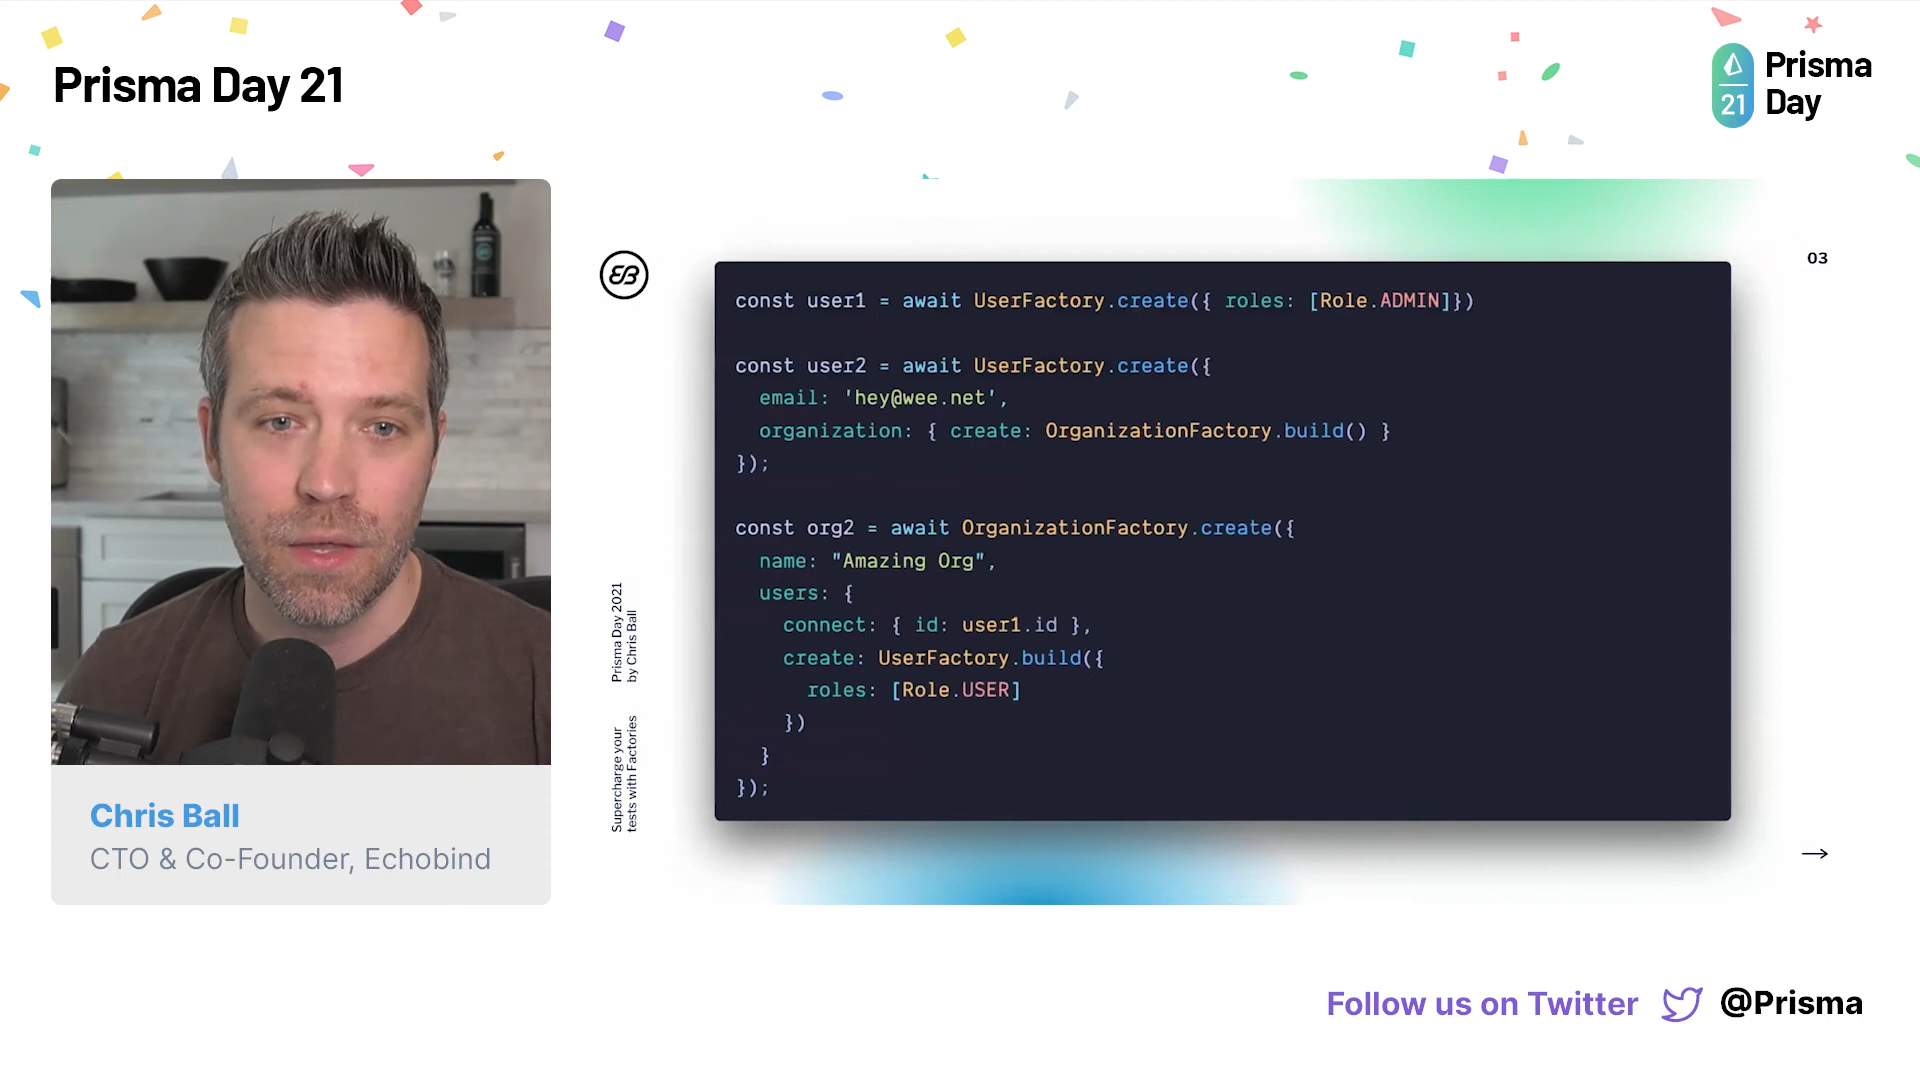 Prisma Day 21
21
Prisma
Day
EB
03
const user1 = await UserFactory.create({ roles: [Role.ADMIN]})
const user2 = await UserFactory.create({
  email: 'hey@wee.net',
  organization: { create: OrganizationFactory.build() }
});
const org2 = await OrganizationFactory.create({
  name: "Amazing Org",
  users: {
    connect: { id: user1.id },
    create: UserFactory.build({
      roles: [Role.USER]
    })
  }
});
Prisma Day 2021
by Chris Ball
Supercharge your
tests with Factories
Chris Ball
CTO & Co-Founder, Echobind
Follow us on Twitter @Prisma